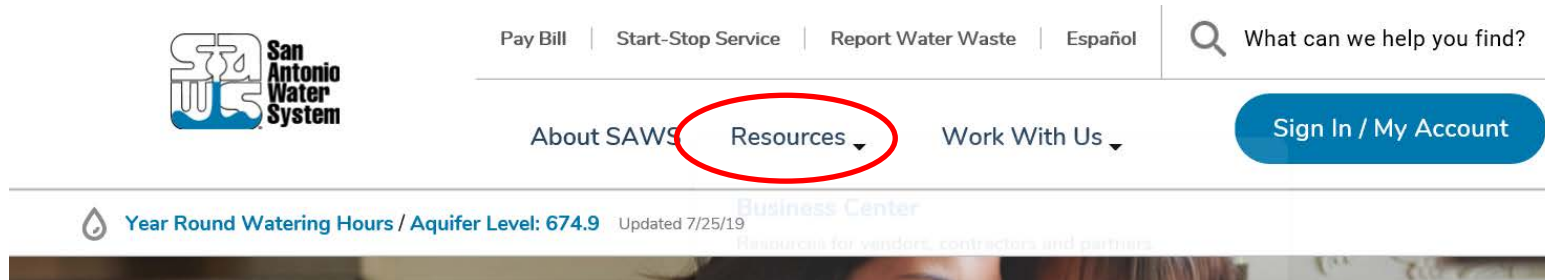 San
Antonio
Water
System
Pay Bill | Start-Stop Service | Report Water Waste | Español
What can we help you find?
About SAWS Resources Work With Us
Sign In / My Account
Year Round Watering Hours / Aquifer Level: 674.9 Updated 7/25/19
Business Center
Resources for vendors, contractors and partners